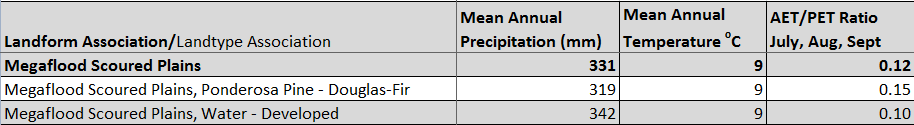 Landform Association/Landtype Association Mean Annual Precipitation (mm) Mean Annual Temperature °C AET/PET Ratio July, Aug, Sept
Megaflood Scoured Plains 331 9 0.12
Megaflood Scoured Plains, Ponderosa Pine - Douglas-Fir 319 9 0.15
Megaflood Scoured Plains, Water - Developed 342 9 0.10